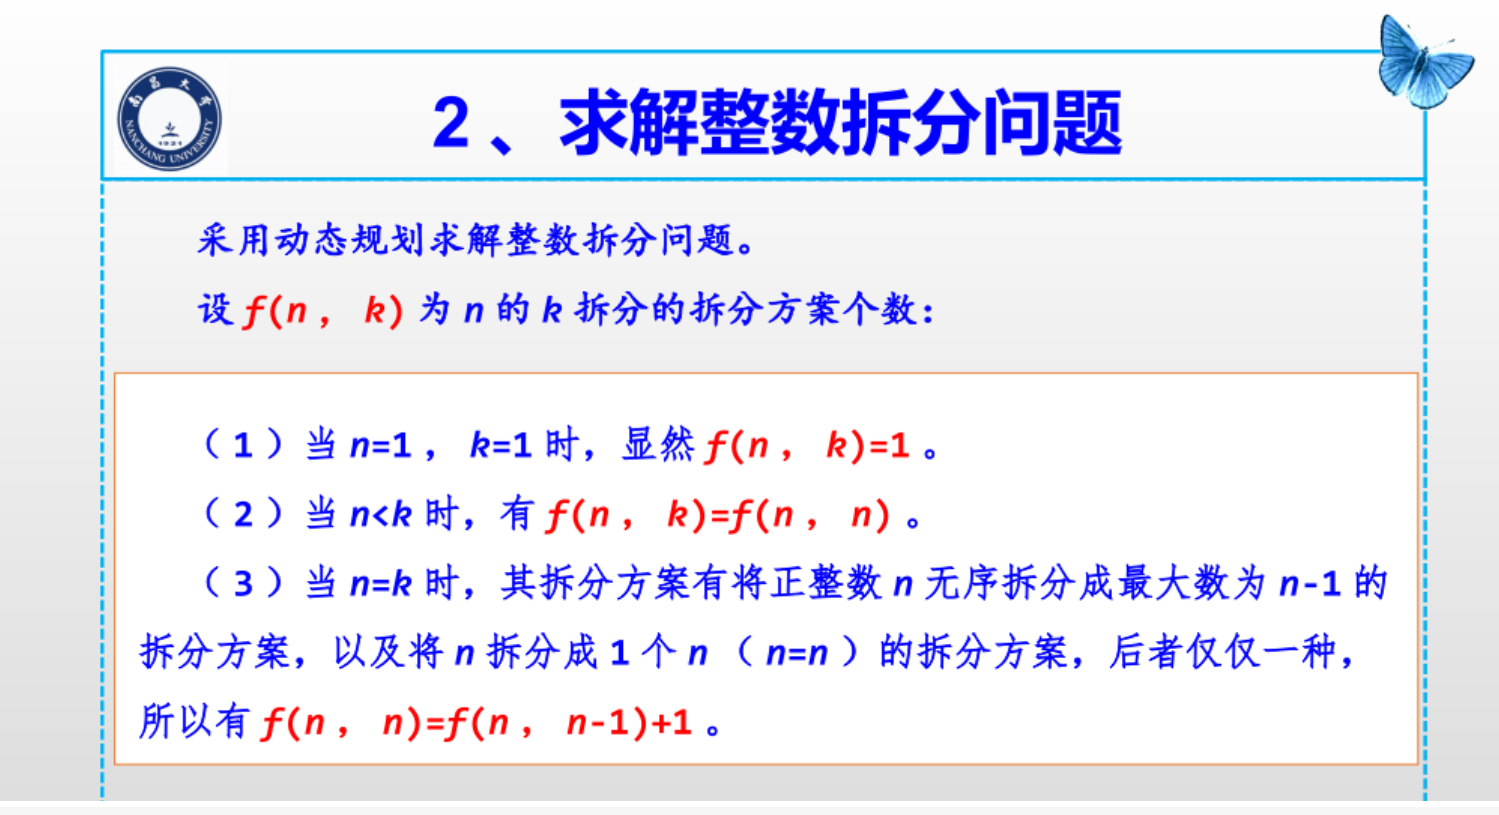 南昌大学
NANCHANG UNIVERSITY
1921
2、求解整数拆分问题
采用动态规划求解整数拆分问题。
设 f(n, k) 为 n 的 k 拆分的拆分方案个数：
（1）当 n=1, k=1 时，显然 f(n, k)=1 。
（2）当 n<k 时，有 f(n, k)=f(n, n) 。
（3）当 n=k 时，其拆分方案有将正整数 n 无序拆分成最大数为 n-1 的
拆分方案，以及将 n 拆分成 1 个 n （ n=n ）的拆分方案，后者仅仅一种，
所以有 f(n, n)=f(n, n-1)+1 。